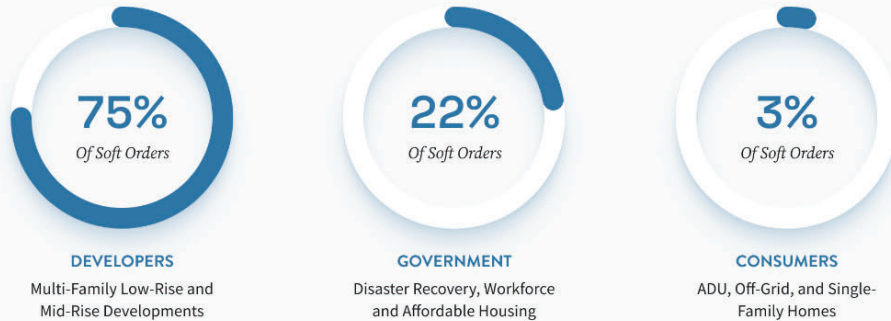 75%
Of Soft Orders
DEVELOPERS
Multi-Family Low-Rise and
Mid-Rise Developments
22%
Of Soft Orders
GOVERNMENT
Disaster Recovery, Workforce
and Affordable Housing
3%
Of Soft Orders
CONSUMERS
ADU, Off-Grid, and Single-
Family Homes